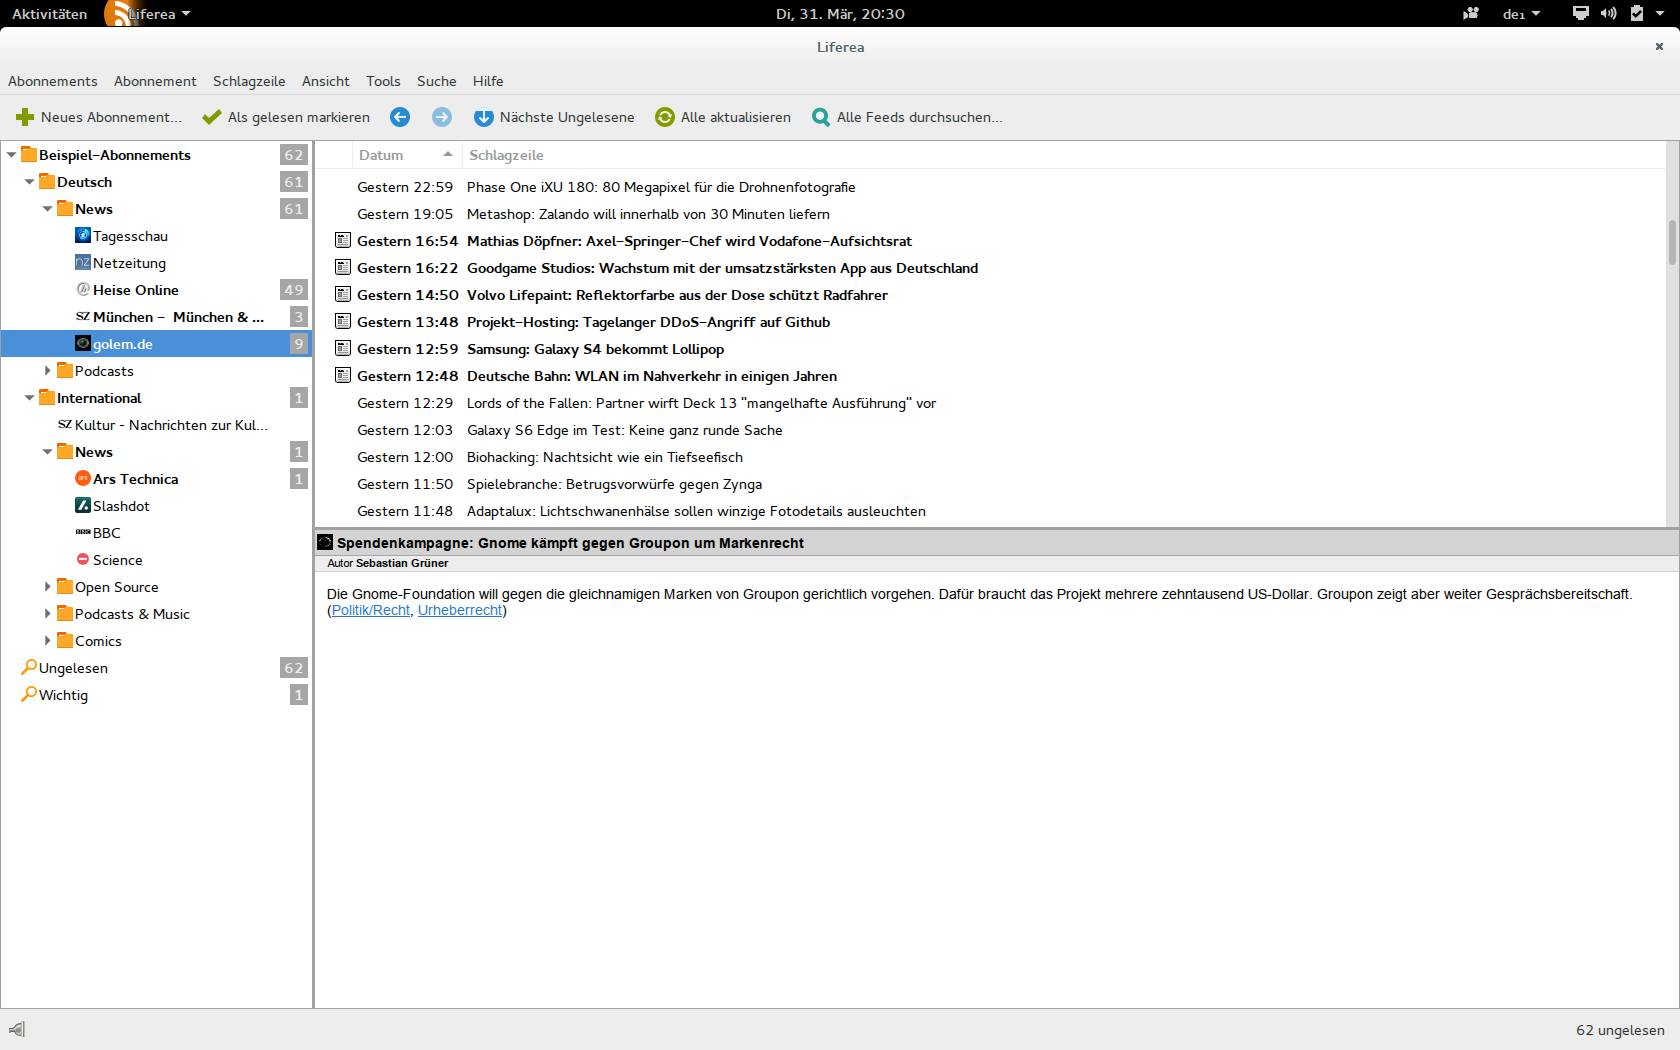 Aktivitäten Liferea Di, 31. Mär, 20:30 de1
Liferea
Abonnements Abonnement Schlagzeile Ansicht Tools Suche Hilfe
Neues Abonnement... Als gelesen markieren Nächste Ungelesene Alle aktualisieren Alle Feeds durchsuchen...
Beispiel-Abonnements 62
Deutsch 61
News 61
Tagesschau
Netzeitung
Heise Online 49
SZ München - München & ... 3
golem.de 9
Podcasts
International 1
SZ Kultur - Nachrichten zur Kul...
News 1
Ars Technica 1
Slashdot
BBC BBC
Science
Open Source
Podcasts & Music
Comics
Ungelesen 62
Wichtig 1
Datum Schlagzeile
Gestern 22:59 Phase One iXU 180: 80 Megapixel für die Drohnenfotografie
Gestern 19:05 Metashop: Zalando will innerhalb von 30 Minuten liefern
Gestern 16:54 Mathias Döpfner: Axel-Springer-Chef wird Vodafone-Aufsichtsrat
Gestern 16:22 Goodgame Studios: Wachstum mit der umsatzstärksten App aus Deutschland
Gestern 14:50 Volvo Lifepaint: Reflektorfarbe aus der Dose schützt Radfahrer
Gestern 13:48 Projekt-Hosting: Tagelanger DDoS-Angriff auf Github
Gestern 12:59 Samsung: Galaxy S4 bekommt Lollipop
Gestern 12:48 Deutsche Bahn: WLAN im Nahverkehr in einigen Jahren
Gestern 12:29 Lords of the Fallen: Partner wirft Deck 13 "mangelhafte Ausführung" vor
Gestern 12:03 Galaxy S6 Edge im Test: Keine ganz runde Sache
Gestern 12:00 Biohacking: Nachtsicht wie ein Tiefseefisch
Gestern 11:50 Spielebranche: Betrugsvorwürfe gegen Zynga
Gestern 11:48 Adaptalux: Lichtschwanenhälse sollen winzige Fotodetails ausleuchten
Spendenkampagne: Gnome kämpft gegen Groupon um Markenrecht
Autor Sebastian Grüner
Die Gnome-Foundation will gegen die gleichnamigen Marken von Groupon gerichtlich vorgehen. Dafür braucht das Projekt mehrere zehntausend US-Dollar. Groupon zeigt aber weiter Gesprächsbereitschaft.
(Politik/Recht, Urheberrecht)
62 ungelesen